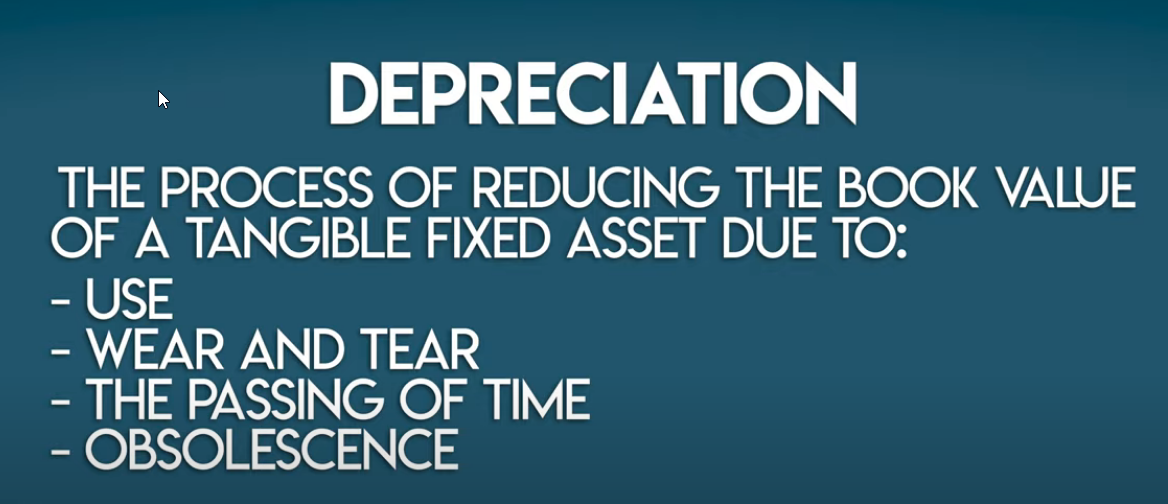 DEPRECIATION
THE PROCESS OF REDUCING THE BOOK VALUE
OF A TANGIBLE FIXED ASSET DUE TO:
- USE
- WEAR AND TEAR
- THE PASSING OF TIME
- OBSOLESCENCE